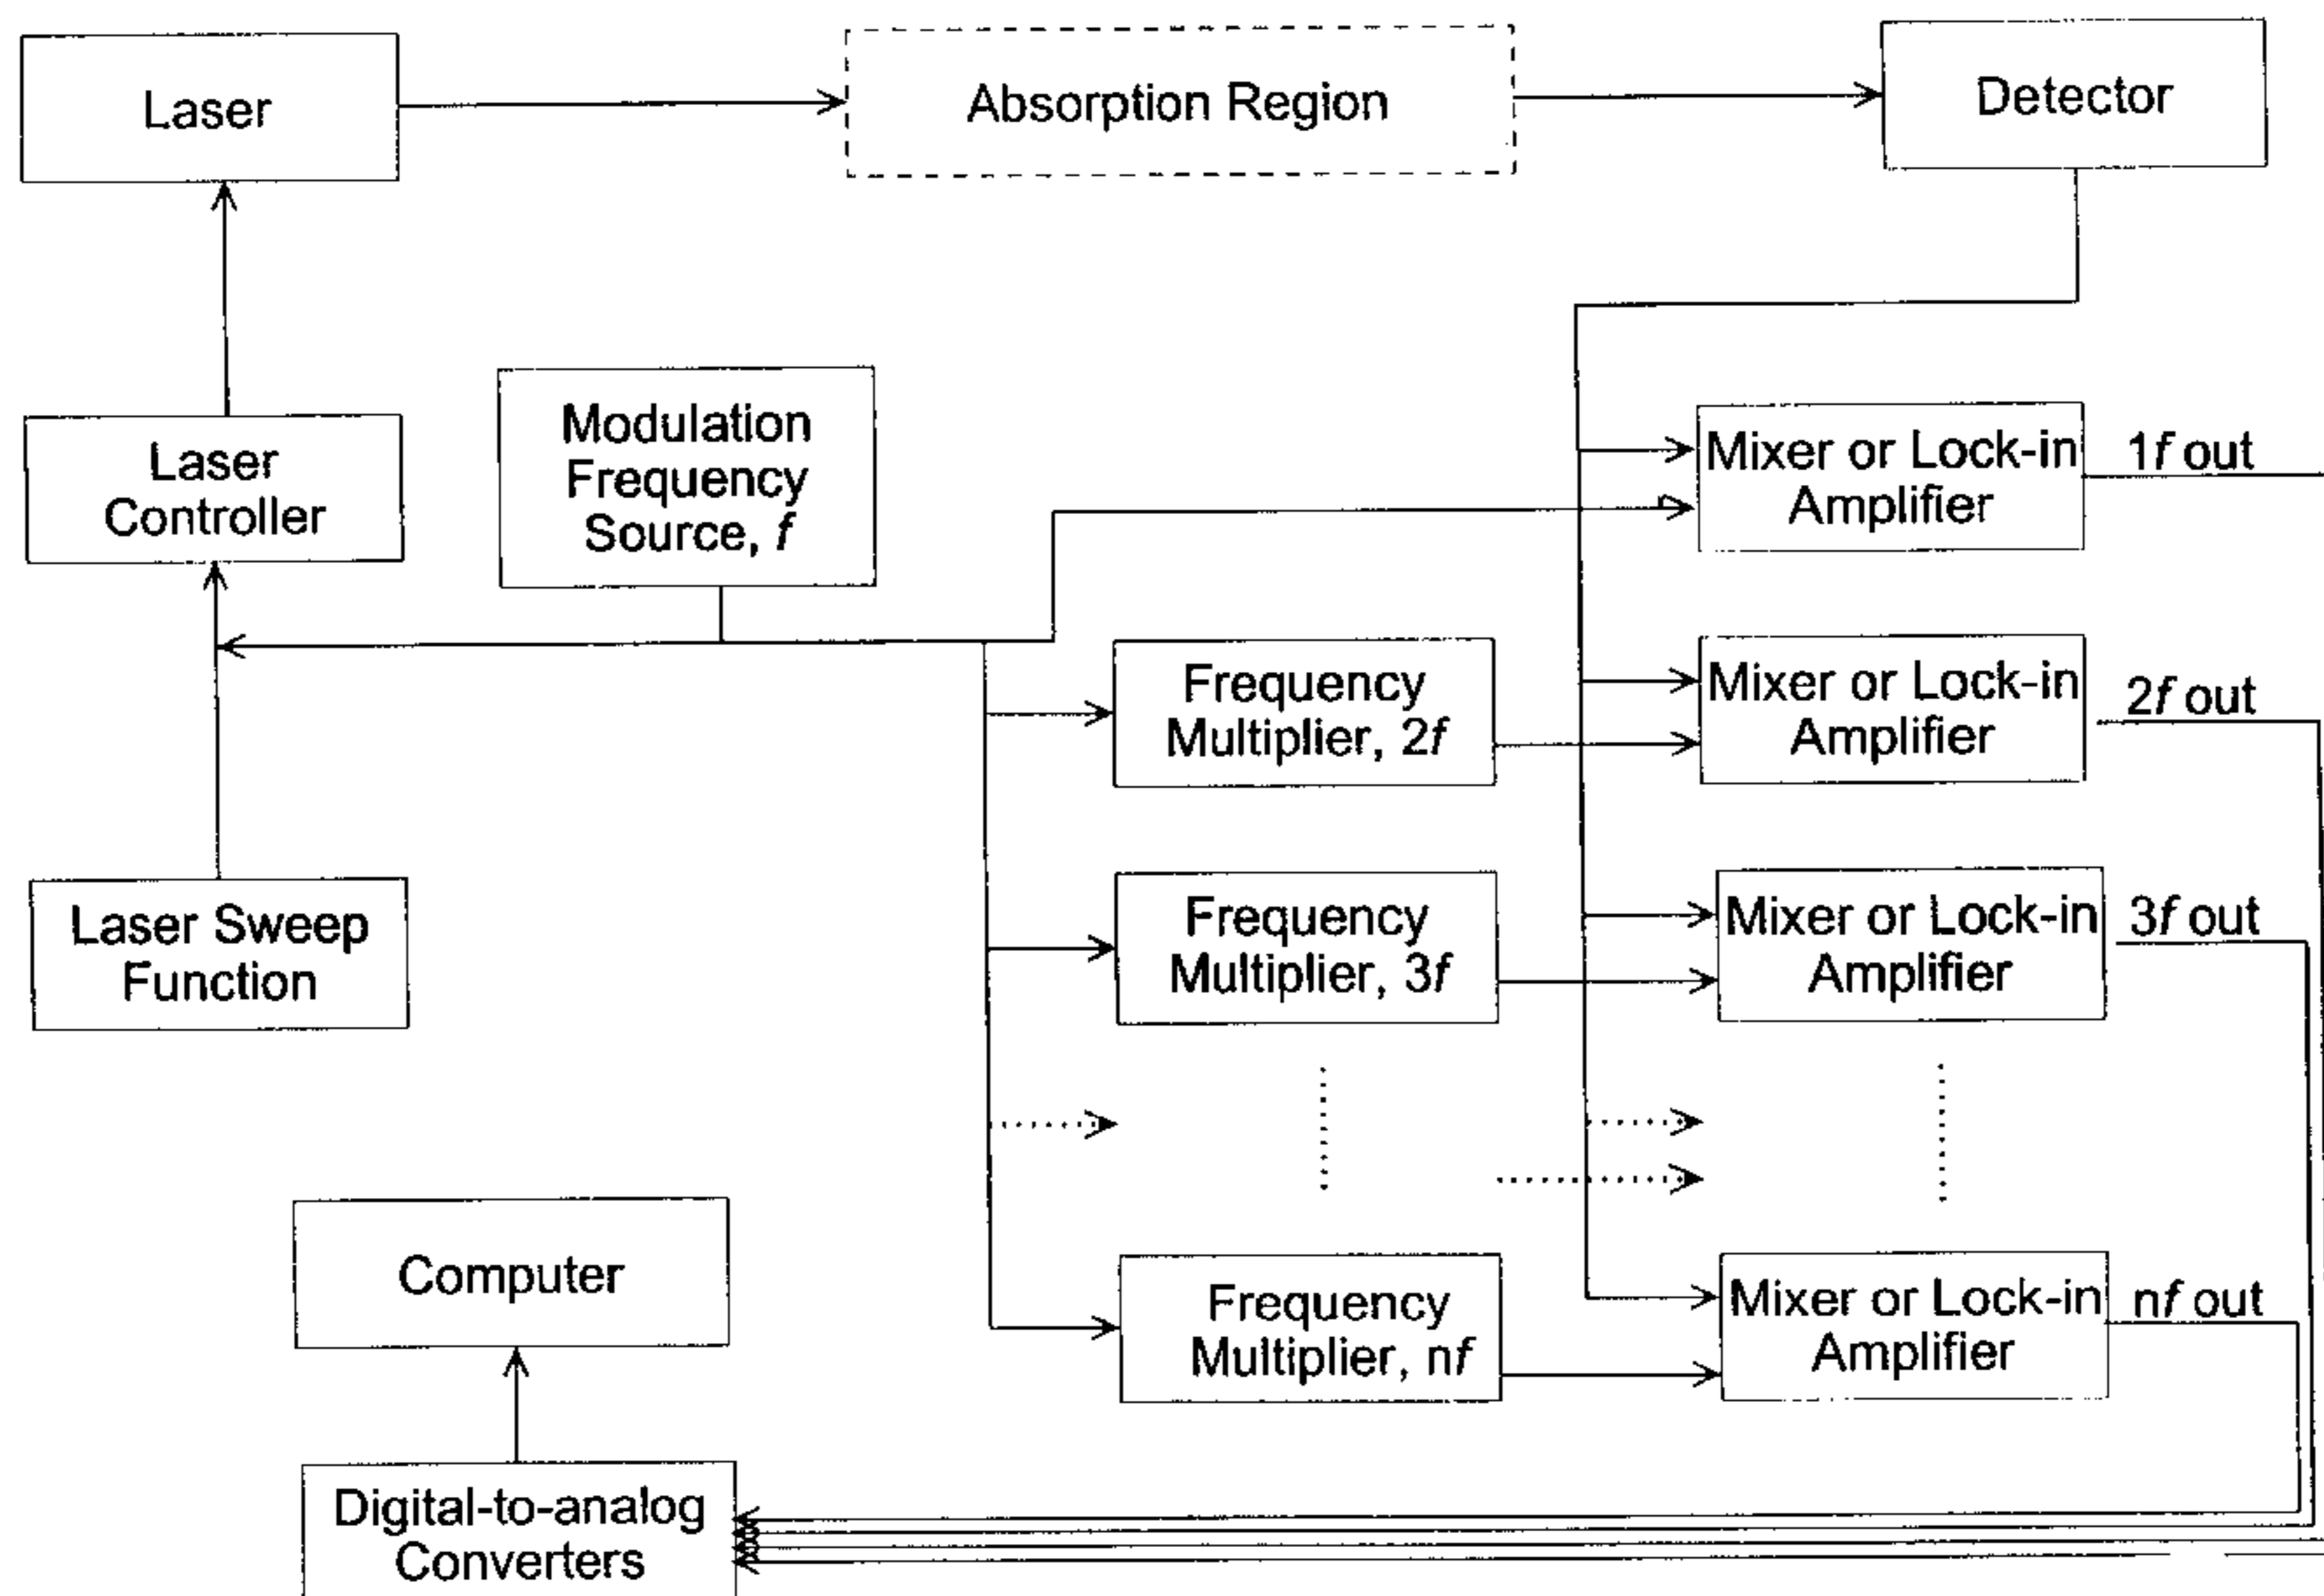 Laser
Absorption Region
Detector
Modulation
Frequency
Source, f
Laser
Controller
Mixer or Lock-in
Amplifier
1f out
Frequency
Multiplier, 2f
Mixer or Lock-in
Amplifier
2f out
Laser Sweep
Function
Frequency
Multiplier, 3f
Mixer or Lock-in
Amplifier
3f out
Computer
Frequency
Multiplier, nf
Mixer or Lock-in
Amplifier
nf out
Digital-to-analog
Converters